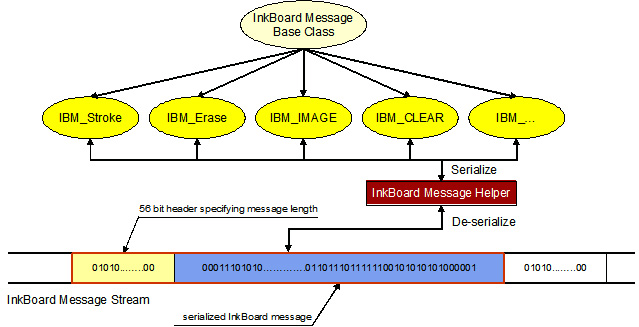 InkBoard Message
Base Class
IBM_Stroke
IBM_Erase
IBM_IMAGE
IBM_CLEAR
IBM_...
Serialize
InkBoard Message Helper
56 bit header specifying message length
De-serialize
01010........00
00011101010.............0110111011111100101010101000001
01010........00
InkBoard Message Stream
serialized InkBoard message